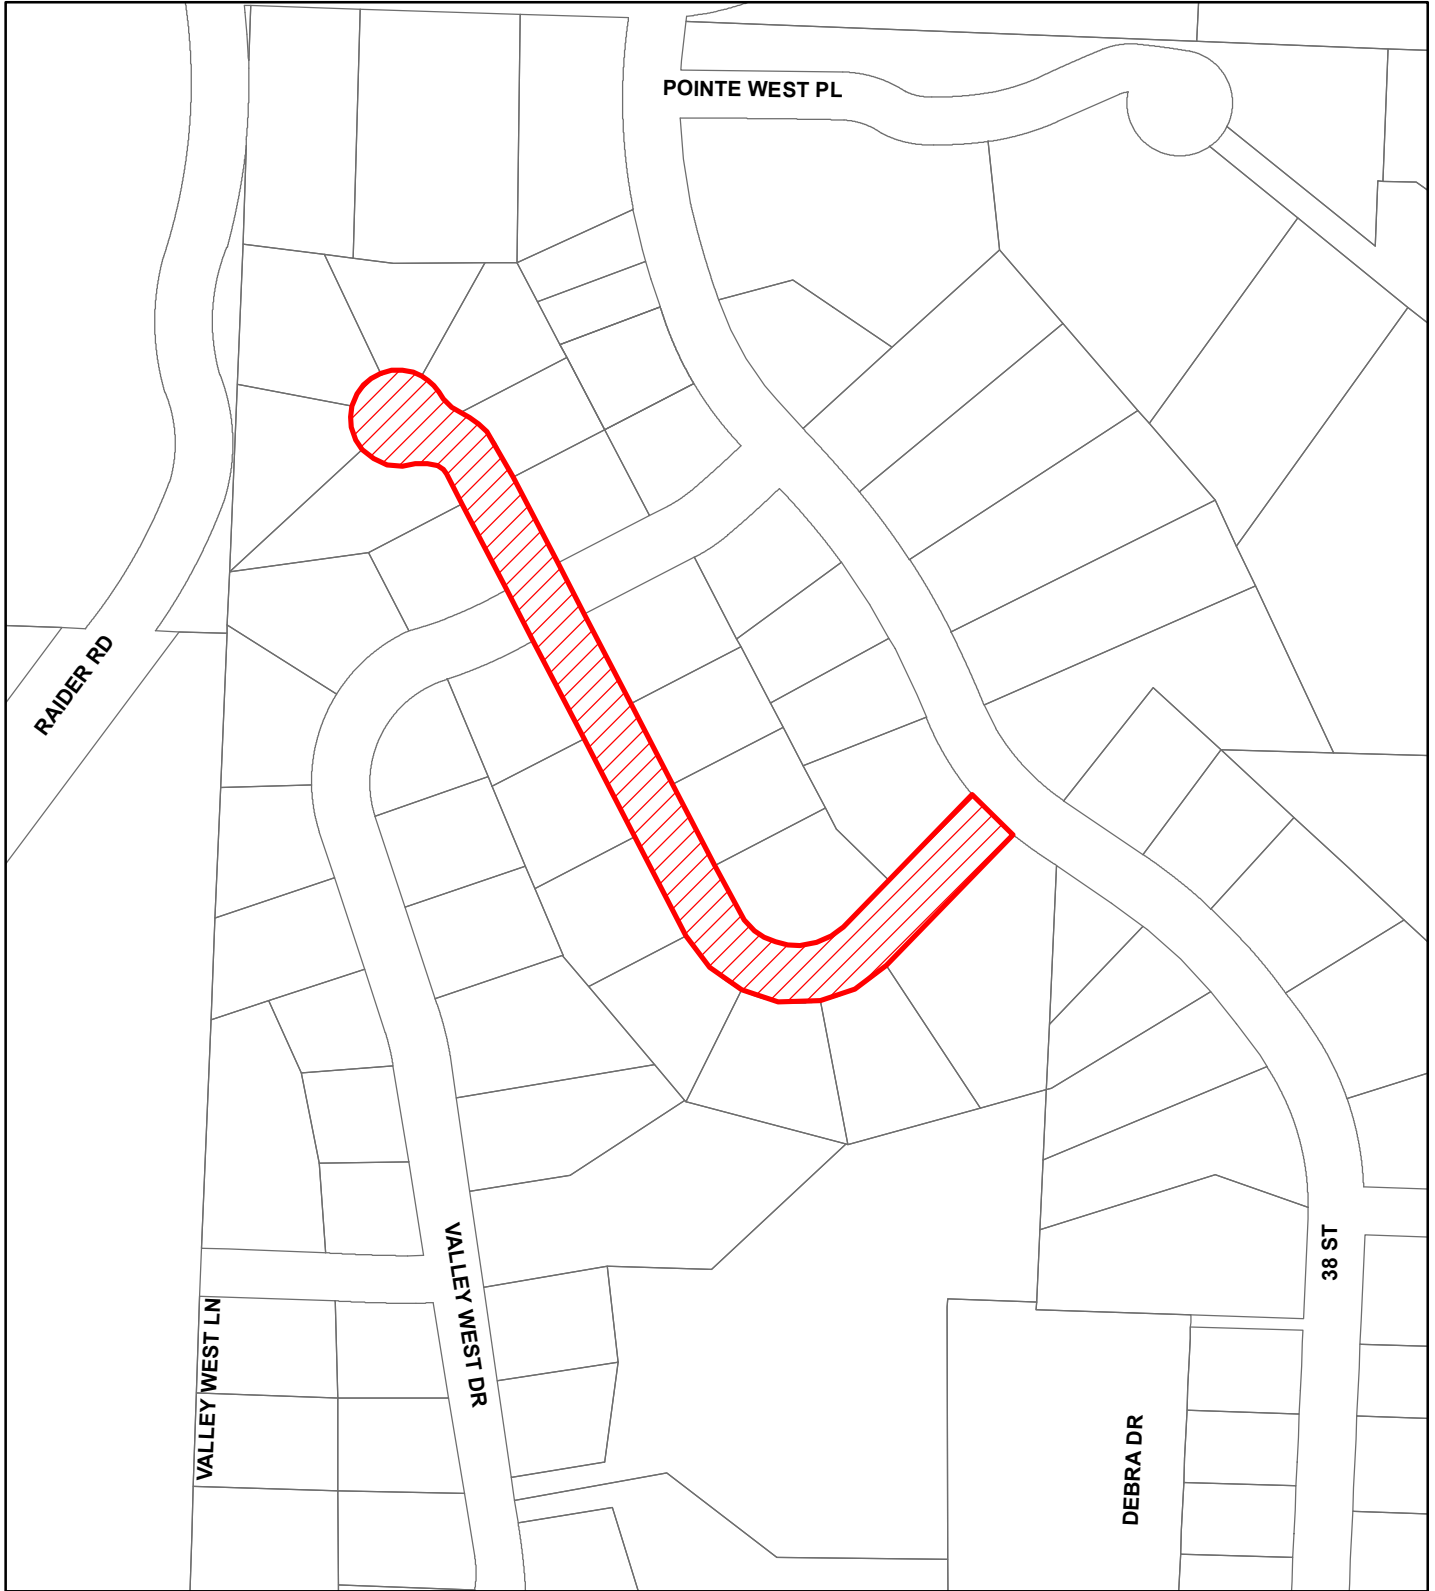 POINTE WEST PL
RAIDER RD
VALLEY WEST DR
38 ST
VALLEY WEST LN
DEBRA DR